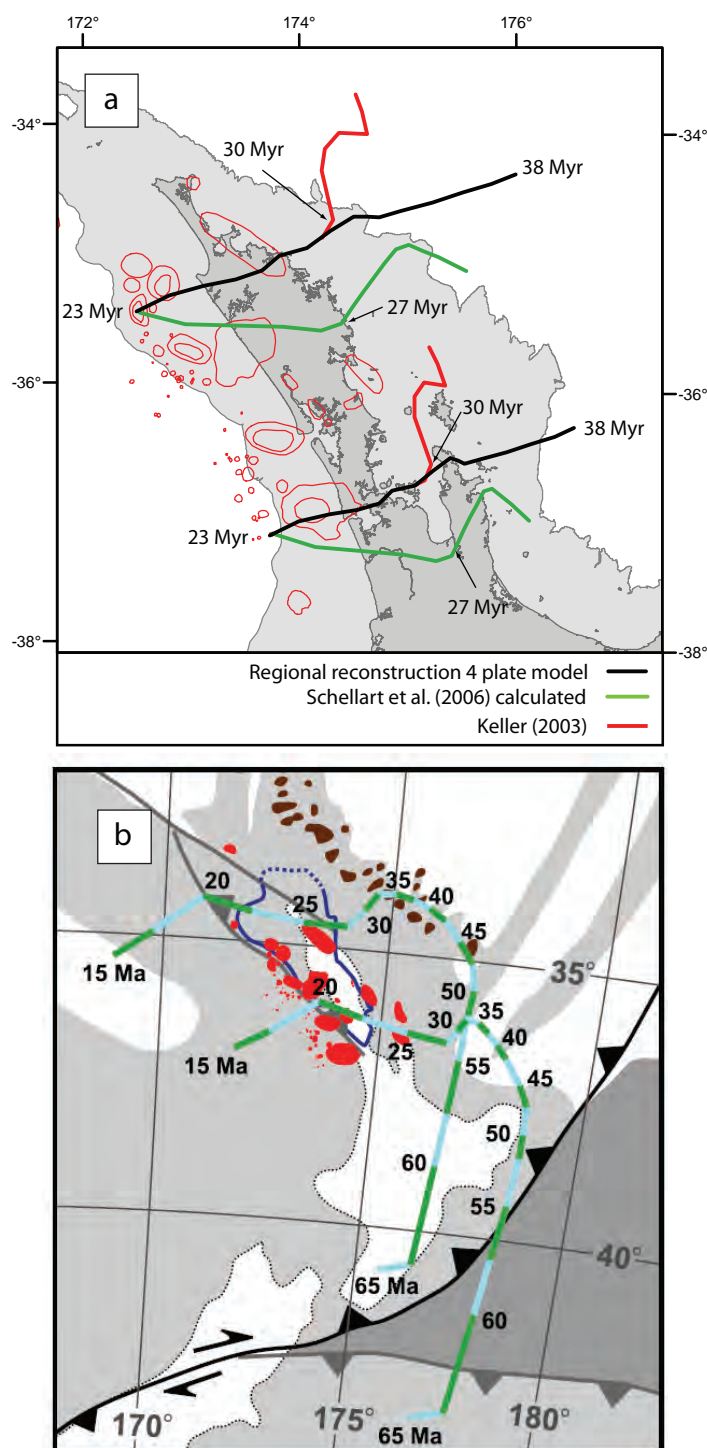 172° 174° 176°
a
-34° -34°
30 Myr
38 Myr
23 Myr
27 Myr
-36° -36°
30 Myr
38 Myr
23 Myr
27 Myr
-38° -38°
Regional reconstruction 4 plate model
Schellart et al. (2006) calculated
Keller (2003)
b
20 35 40
25 30 45
15 Ma 35°
20 50 35
30 40
25 55 45
15 Ma
50
60
55
40°
65 Ma
60
170° 175° 180°
65 Ma